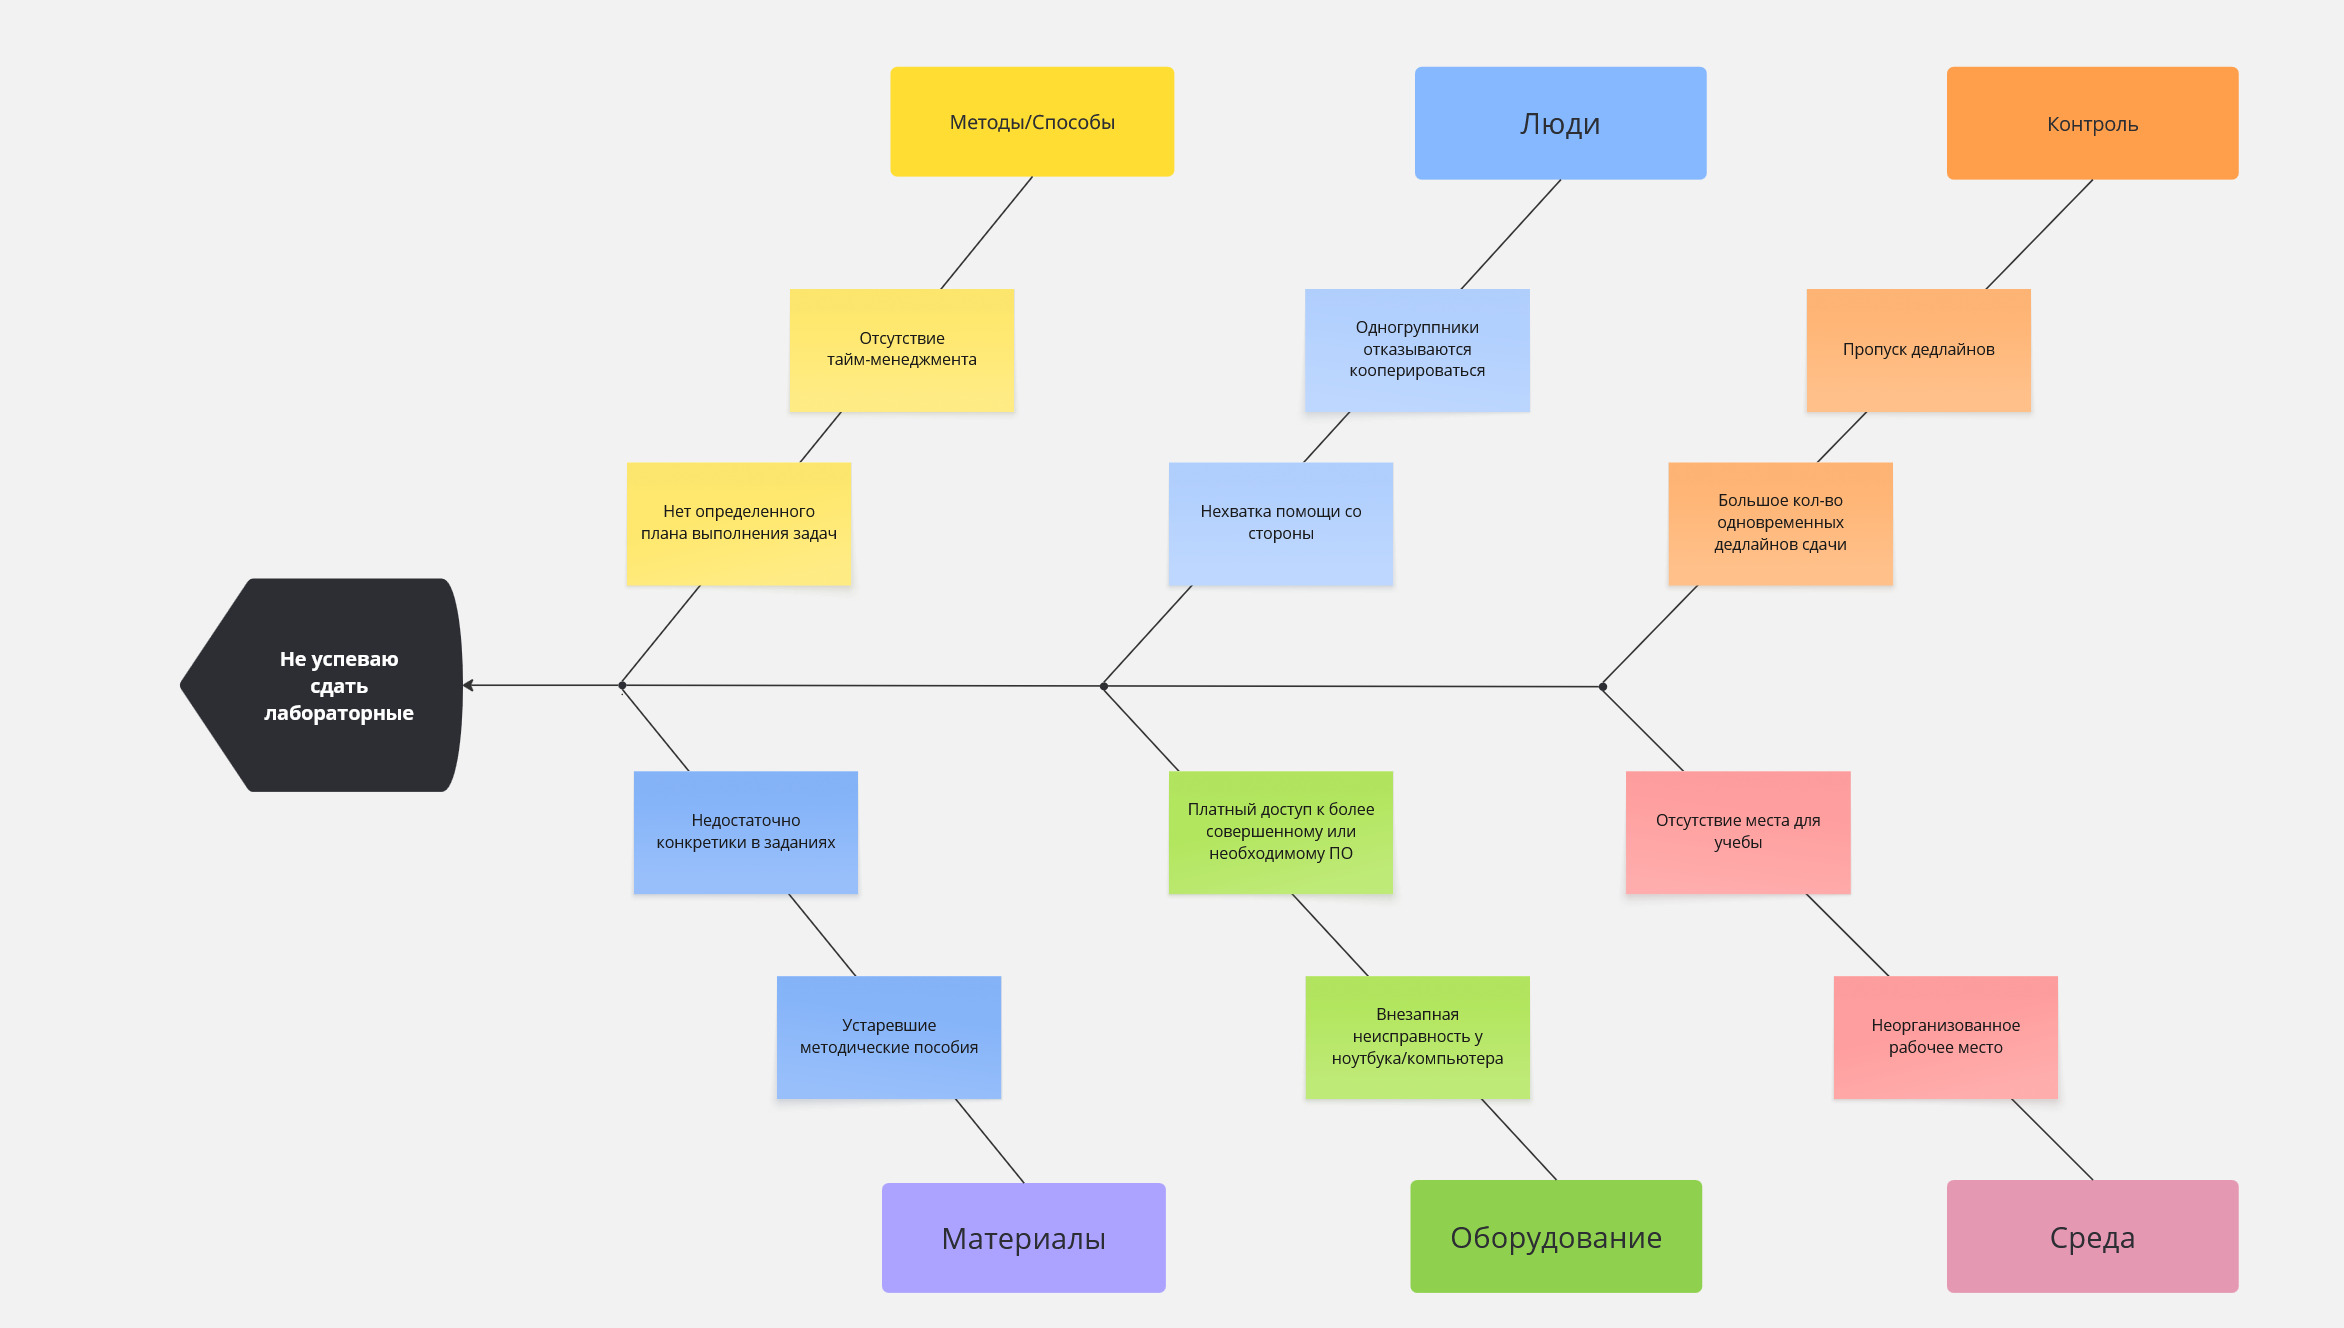 Методы/Способы
Люди
Контроль
Отсутствие
тайм-менеджмента
Одногруппники
отказываются
кооперироваться
Пропуск дедлайнов
Нет определенного
плана выполнения задач
Нехватка помощи со
стороны
Большое кол-во
одновременных
дедлайнов сдачи
Не успеваю
сдать
лабораторные
Недостаточно
конкретики в заданиях
Платный доступ к более
совершенному или
необходимому ПО
Отсутствие места для
учебы
Устаревшие
методические пособия
Внезапная
неисправность у
ноутбука/компьютера
Неорганизованное
рабочее место
Материалы
Оборудование
Среда